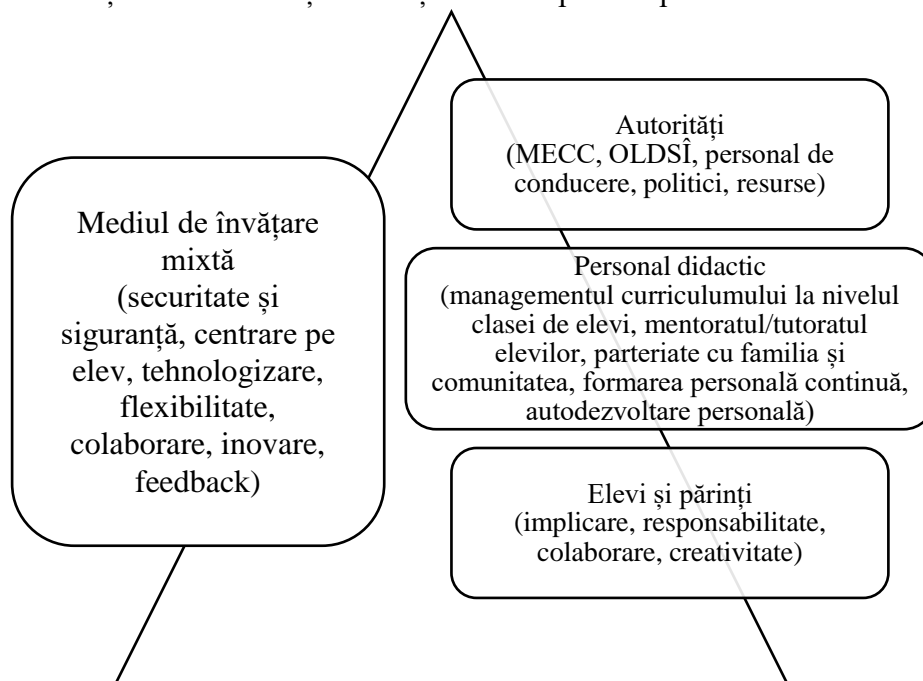 Mediul de învățare
mixtă
(securitate și
siguranță, centrare pe
elev, tehnologizare,
flexibilitate,
colaborare, inovare,
feedback)
Autorități
(MECC, OLDSÎ, personal de
conducere, politici, resurse)
Personal didactic
(managementul curriculumului la nivelul
clasei de elevi, mentoratul/tutoratul
elevilor, parteriate cu familia și
comunitatea, formarea personală continuă,
autodezvoltare personală)
Elevi și părinți
(implicare, responsabilitate,
colaborare, creativitate)